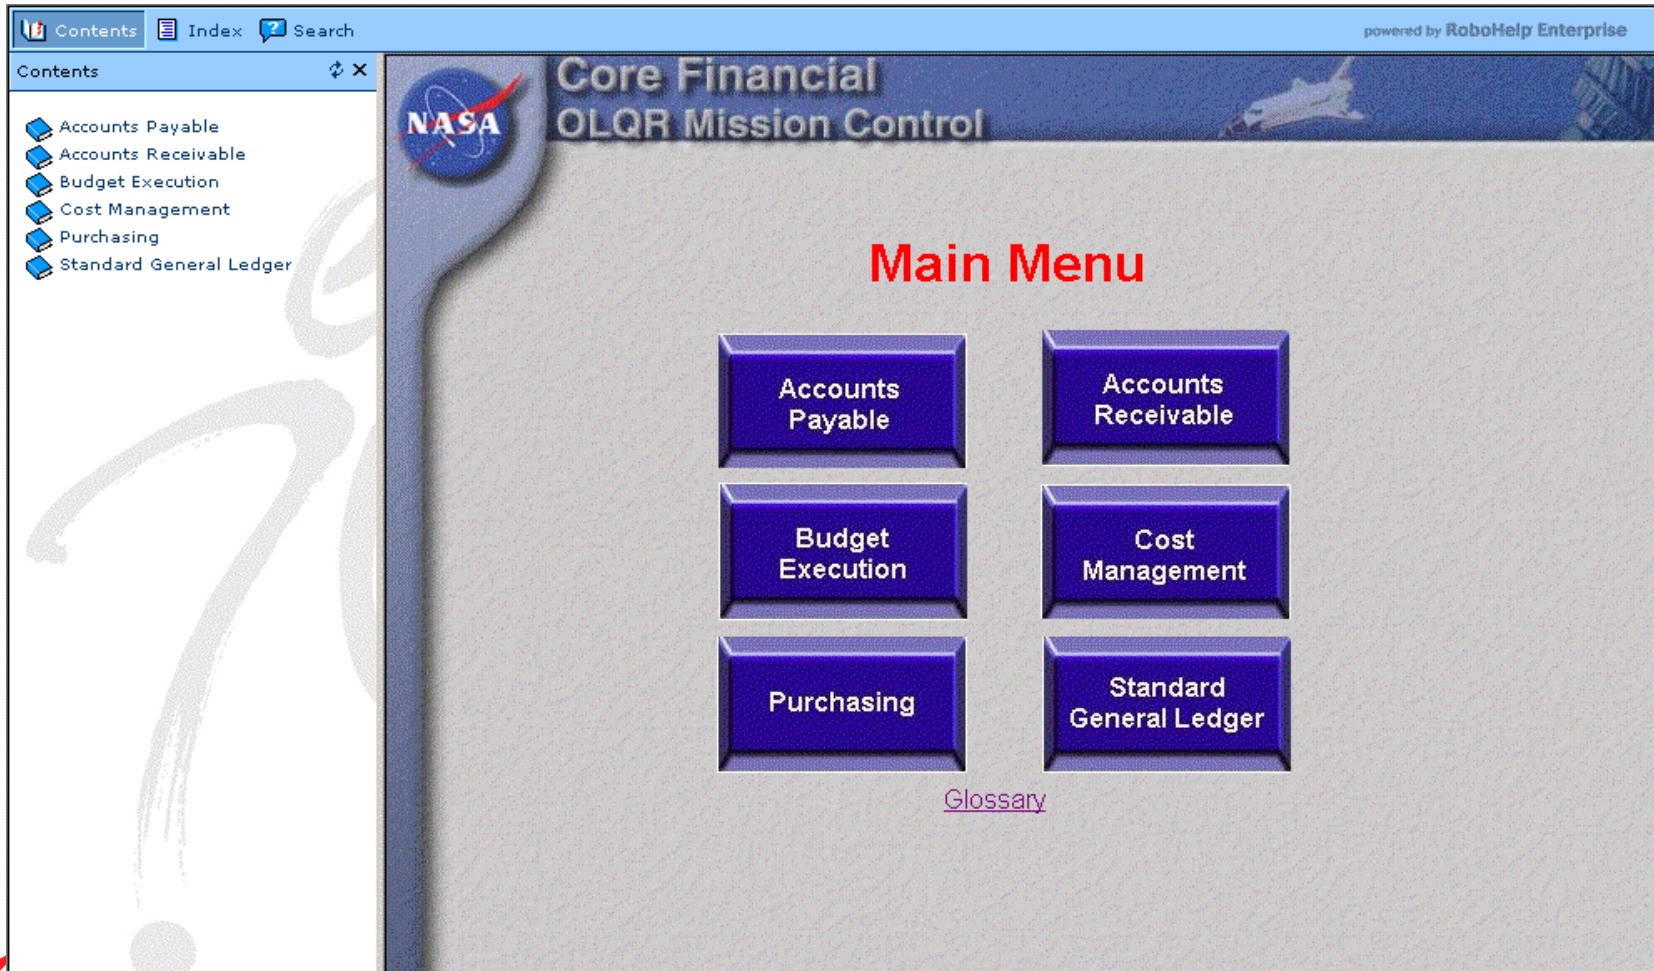 Contents
Index
Search
powered by RoboHelp Enterprise
Contents
Accounts Payable
Accounts Receivable
Budget Execution
Cost Management
Purchasing
Standard General Ledger
NASA
Core Financial
OLQR Mission Control
Main Menu
Accounts
Payable
Accounts
Receivable
Budget
Execution
Cost
Management
Purchasing
Standard
General Ledger
Glossary